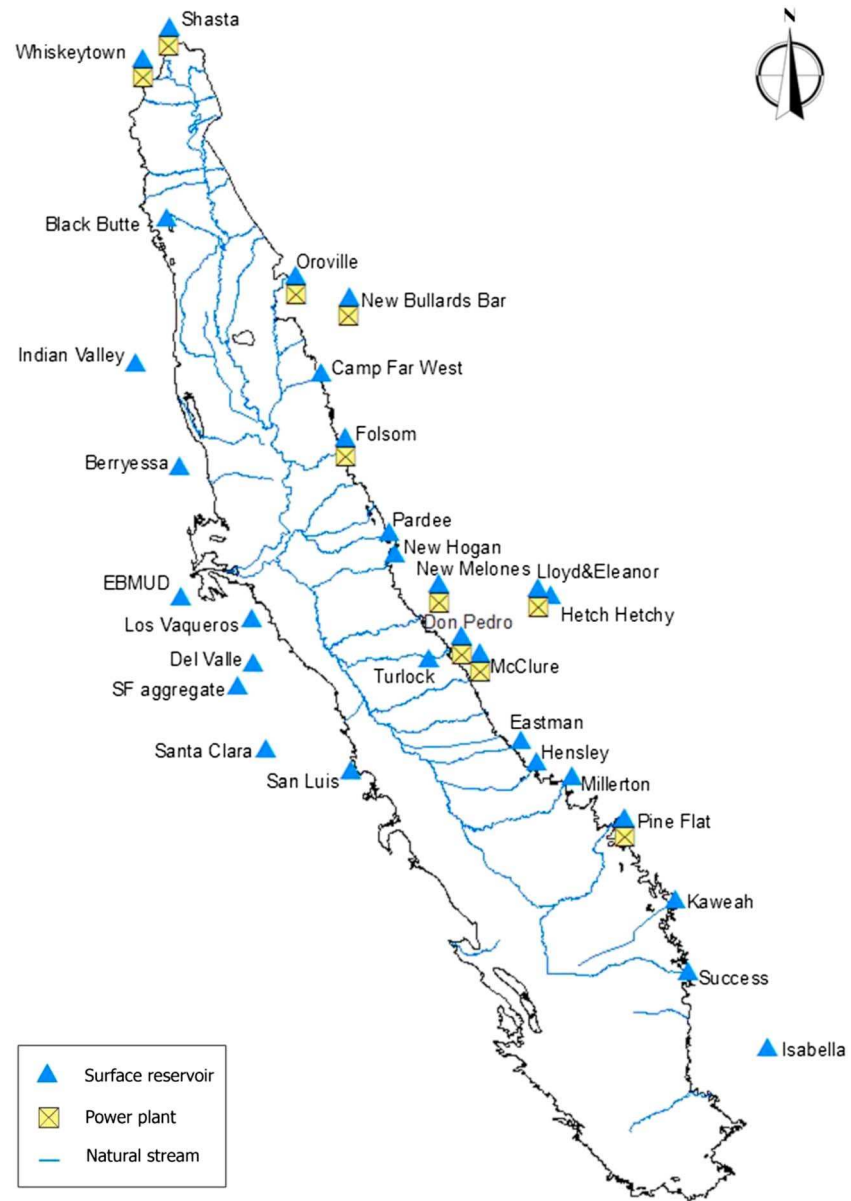 N
Shasta
Whiskeytown
Black Butte
Oroville
New Bullards Bar
Indian Valley
Camp Far West
Folsom
Berryessa
Pardee
New Hogan
New Melones
Lloyd&Eleanor
EBMUD
Hetch Hetchy
Los Vaqueros
Don Pedro
Del Valle
McClure
Turlock
SF aggregate
Eastman
Santa Clara
Hensley
San Luis
Millerton
Pine Flat
Kaweah
Success
Isabella
Surface reservoir
Power plant
Natural stream